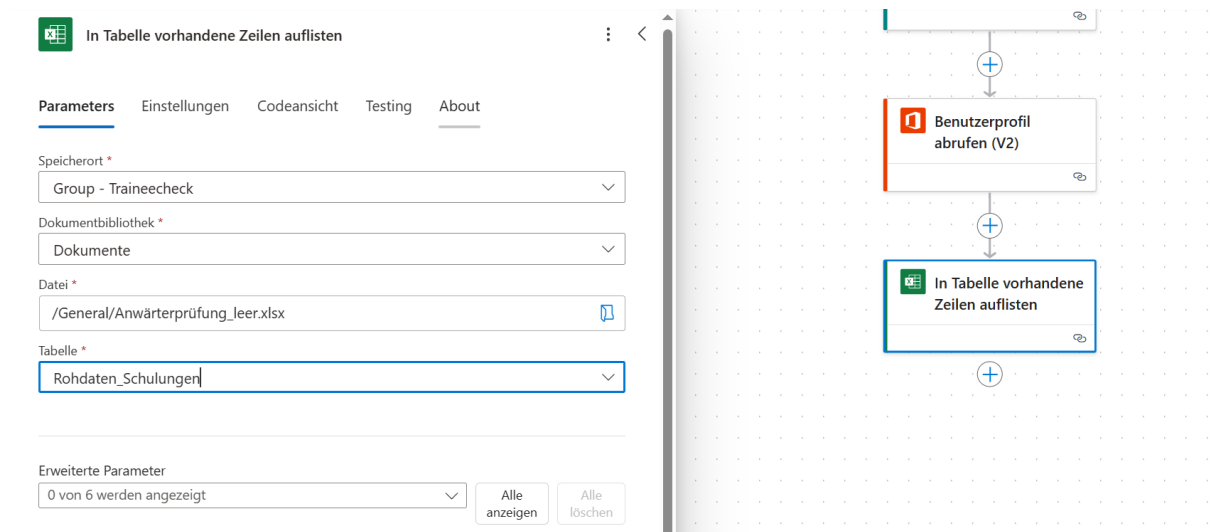 In Tabelle vorhandene Zeilen auflisten
Parameters Einstellungen Codeansicht Testing About
Speicherort *
Group - Traineecheck
Dokumentbibliothek *
Dokumente
Datei *
/General/Anwärterprüfung_leer.xlsx
Tabelle *
Rohdaten_Schulungen
Erweiterte Parameter
0 von 6 werden angezeigt
Alle
anzeigen
Alle
löschen
Benutzerprofil
abrufen (V2)
In Tabelle vorhandene
Zeilen auflisten